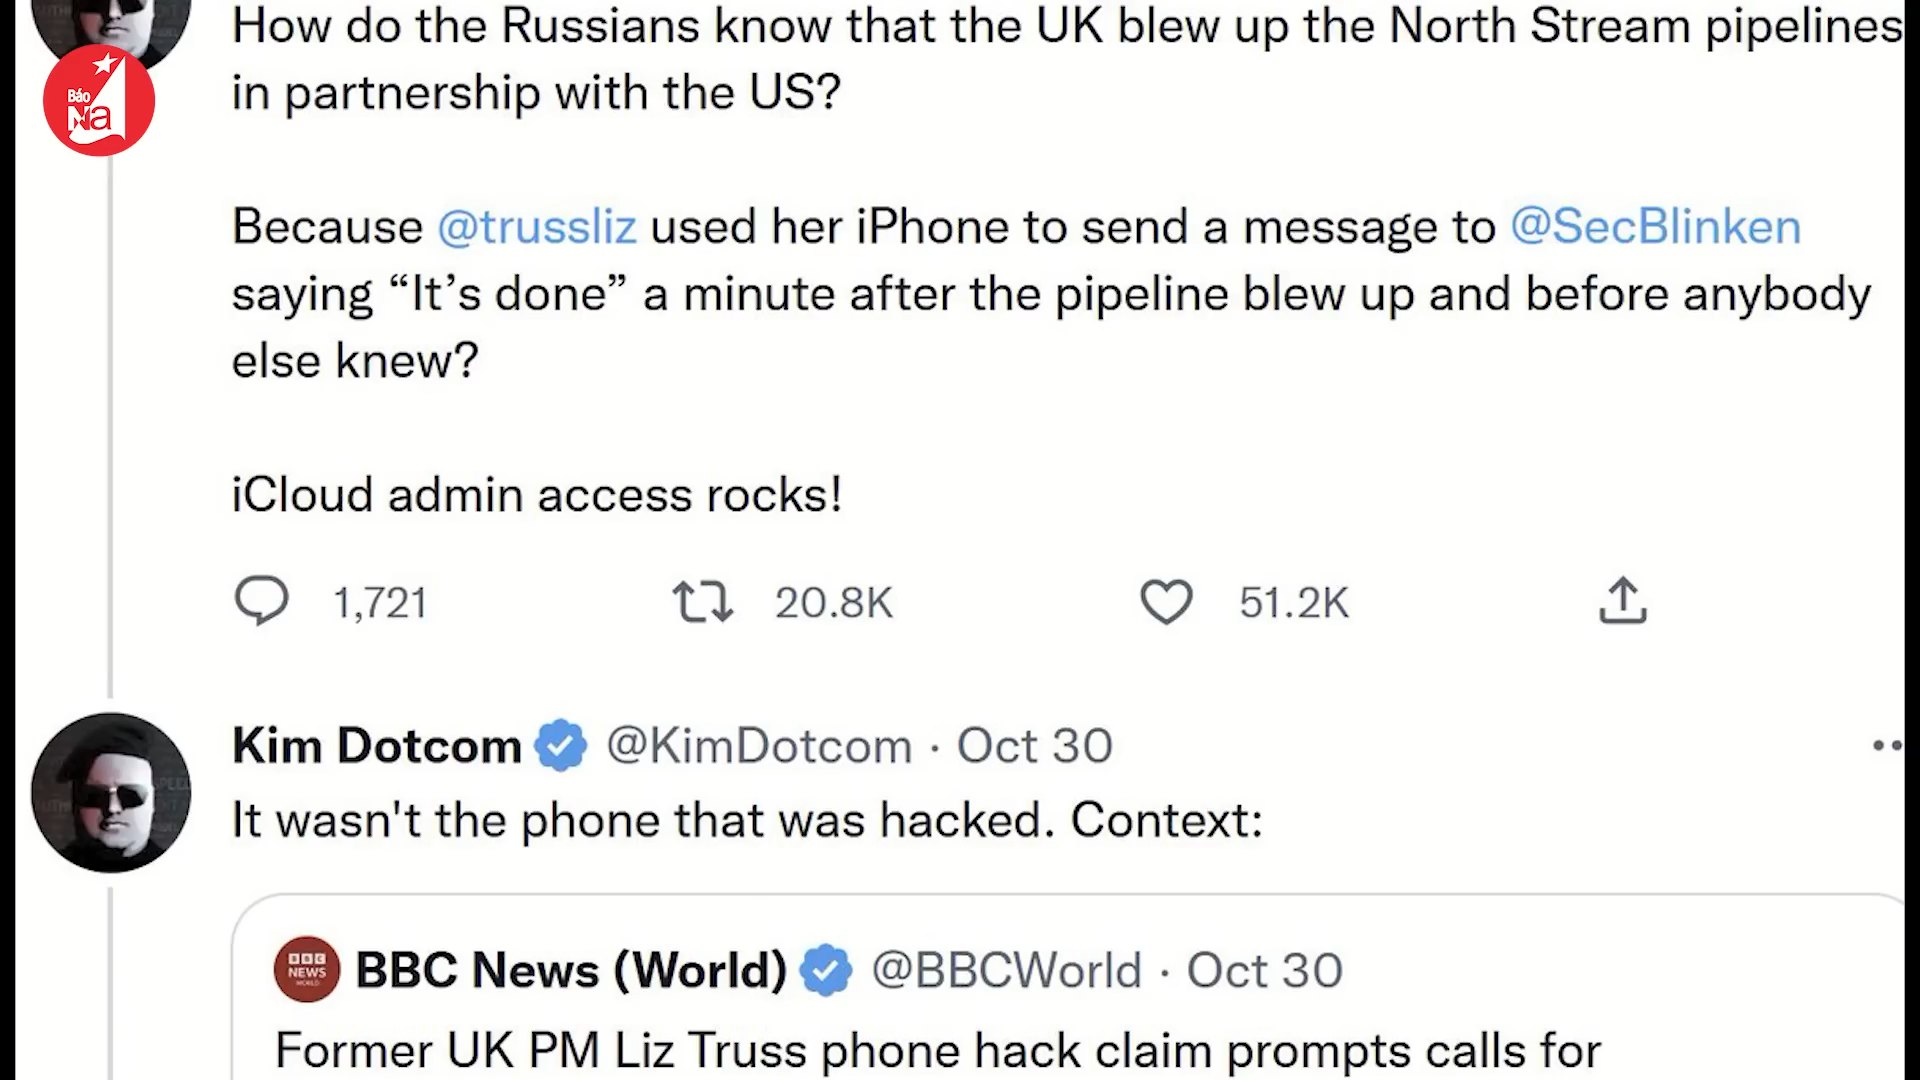 How do the Russians know that the UK blew up the North Stream pipelines
in partnership with the US?
Báo
Na
Because @trussliz used her iPhone to send a message to @SecBlinken
saying “It’s done” a minute after the pipeline blew up and before anybody
else knew?
iCloud admin access rocks!
1,721 20.8K 51.2K
Kim Dotcom @KimDotcom · Oct 30
It wasn't the phone that was hacked. Context:
BBC NEWS WORLD
BBC News (World) @BBCWorld · Oct 30
Former UK PM Liz Truss phone hack claim prompts calls for